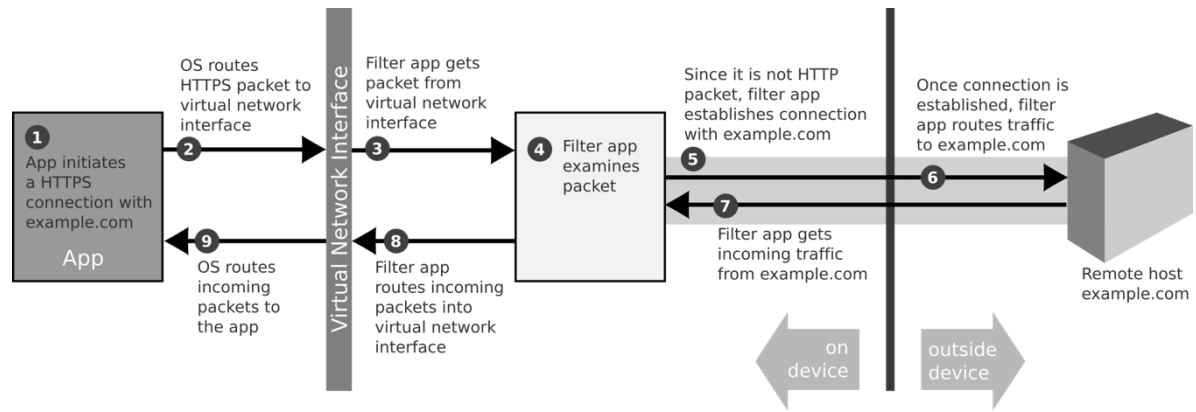 1
App initiates
a HTTPS
connection with
example.com
App
OS routes
HTTPS packet to
virtual network
interface
2
Virtual Network Interface
Filter app gets
packet from
virtual network
interface
3
4
Filter app
examines
packet
Since it is not HTTP
packet, filter app
establishes connection
with example.com
5
Once connection is
established, filter
app routes traffic
to example.com
6
7
Filter app gets
incoming traffic
from example.com
8
Filter app
routes incoming
packets into
virtual network
interface
9
OS routes
incoming
packets to
the app
Remote host
example.com
on
device
outside
device